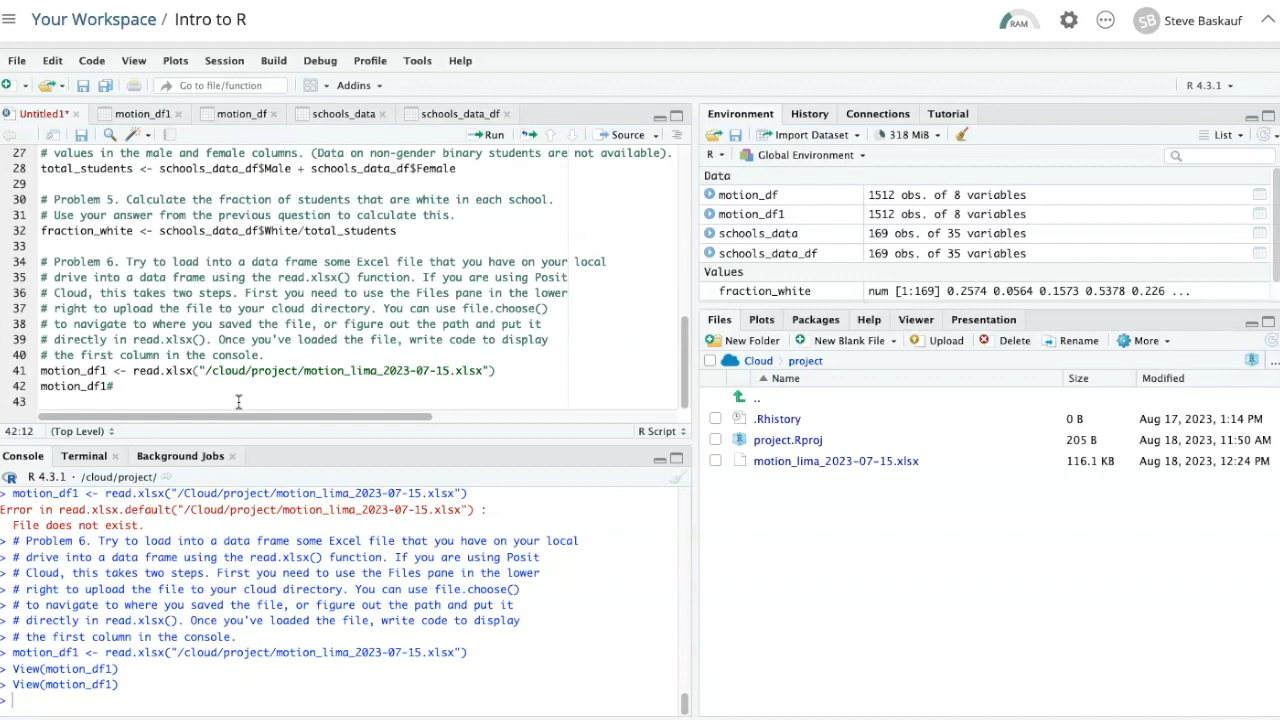 Your Workspace / Intro to R
RAM
SB Steve Baskauf
File Edit Code View Plots Session Build Debug Profile Tools Help
Go to file/function
Addins
R 4.3.1
Untitled1* motion_df1 motion_df schools_data schools_data_df
Run Source
27 # values in the male and female columns. (Data on non-gender binary students are not available).
28 total_students <- schools_data_df$Male + schools_data_df$Female
29
30 # Problem 5. Calculate the fraction of students that are white in each school.
31 # Use your answer from the previous question to calculate this.
32 fraction_white <- schools_data_df$White/total_students
33
34 # Problem 6. Try to load into a data frame some Excel file that you have on your local
35 # drive into a data frame using the read.xlsx() function. If you are using Posit
36 # Cloud, this takes two steps. First you need to use the Files pane in the lower
37 # right to upload the file to your cloud directory. You can use file.choose()
38 # to navigate to where you saved the file, or figure out the path and put it
39 # directly in read.xlsx(). Once you've loaded the file, write code to display
40 # the first column in the console.
41 motion_df1 <- read.xlsx("/cloud/project/motion_lima_2023-07-15.xlsx")
42 motion_df1#
43
42:12 (Top Level) R Script
Console Terminal Background Jobs
R 4.3.1 · /cloud/project/
> motion_df1 <- read.xlsx("/Cloud/project/motion_lima_2023-07-15.xlsx")
Error in read.xlsx.default("/Cloud/project/motion_lima_2023-07-15.xlsx") :
File does not exist.
> # Problem 6. Try to load into a data frame some Excel file that you have on your local
> # drive into a data frame using the read.xlsx() function. If you are using Posit
> # Cloud, this takes two steps. First you need to use the Files pane in the lower
> # right to upload the file to your cloud directory. You can use file.choose()
> # to navigate to where you saved the file, or figure out the path and put it
> # directly in read.xlsx(). Once you've loaded the file, write code to display
> # the first column in the console.
> motion_df1 <- read.xlsx("/cloud/project/motion_lima_2023-07-15.xlsx")
> View(motion_df1)
> View(motion_df1)
>
Environment History Connections Tutorial
Import Dataset 318 MiB List
R Global Environment
Data
motion_df 1512 obs. of 8 variables
motion_df1 1512 obs. of 8 variables
schools_data 169 obs. of 35 variables
schools_data_df 169 obs. of 35 variables
Values
fraction_white num [1:169] 0.2574 0.0564 0.1573 0.5378 0.226 ...
Files Plots Packages Help Viewer Presentation
New Folder New Blank File Upload Delete Rename More
Cloud project R ...
Name Size Modified
..
.Rhistory 0 B Aug 17, 2023, 1:14 PM
project.Rproj 205 B Aug 18, 2023, 11:50 AM
motion_lima_2023-07-15.xlsx 116.1 KB Aug 18, 2023, 12:24 PM